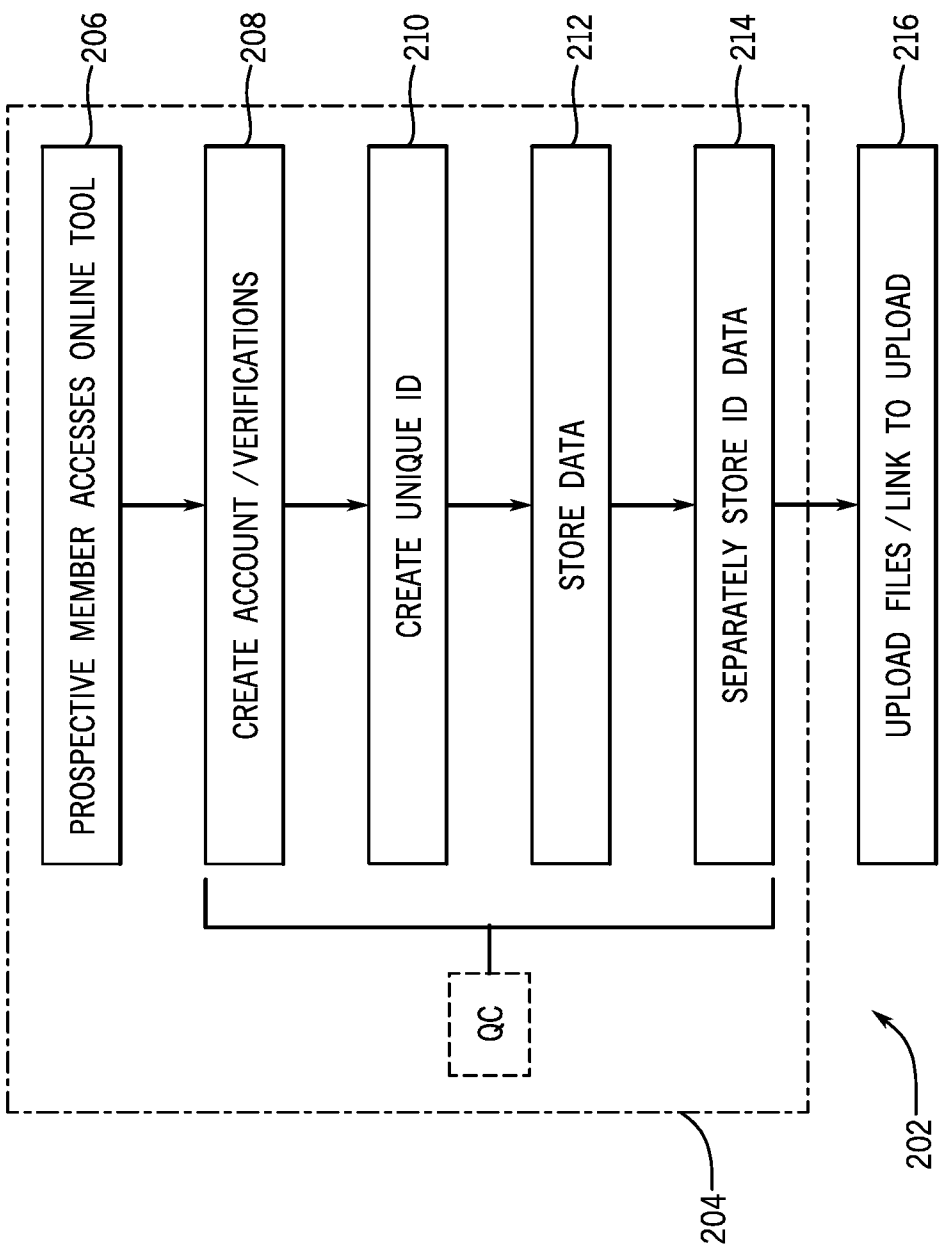 PROSPECTIVE MEMBER ACCESSES ONLINE TOOL
206
CREATE ACCOUNT /VERIFICATIONS
208
CREATE UNIQUE ID
210
STORE DATA
212
SEPARATELY STORE ID DATA
214
UPLOAD FILES /LINK TO UPLOAD
216
QC
204
202